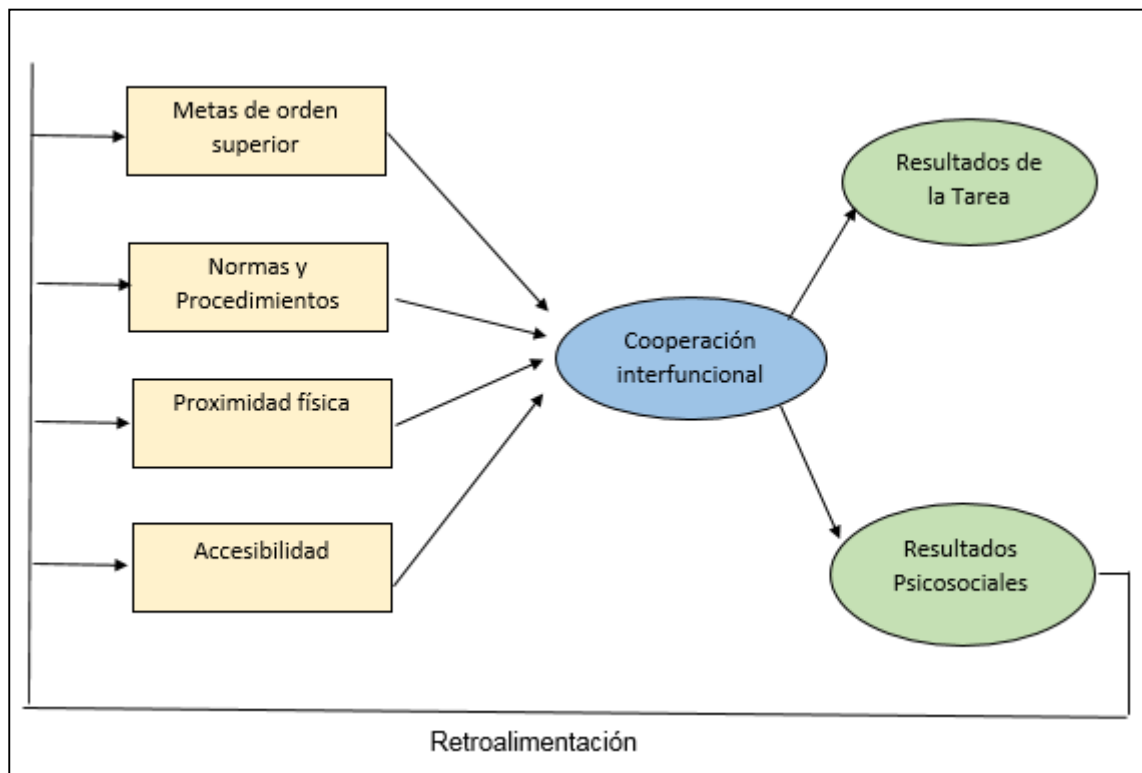 Metas de orden
superior
Normas y
Procedimientos
Proximidad física
Accesibilidad
Cooperación
interfuncional
Resultados de
la Tarea
Resultados
Psicosociales
Retroalimentación